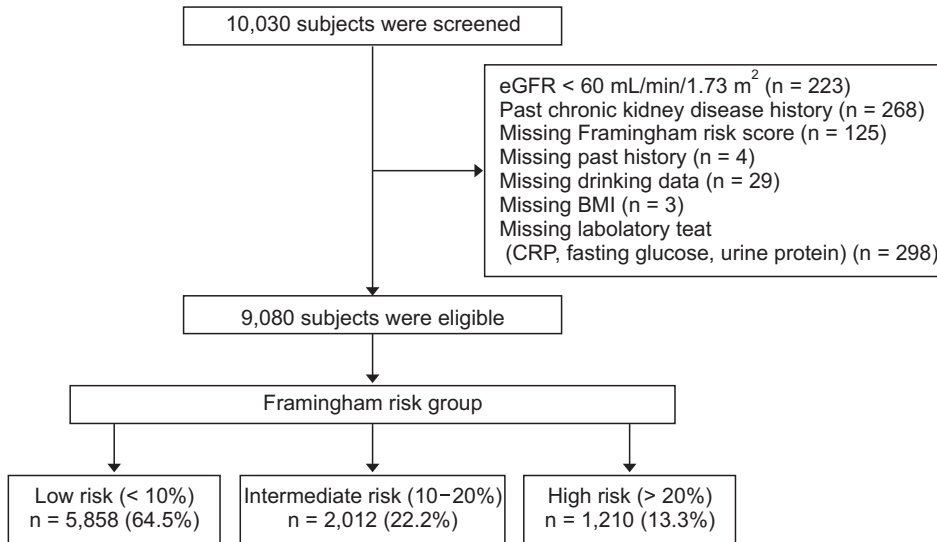 10,030 subjects were screened
eGFR < 60 mL/min/1.73 m² (n = 223)
Past chronic kidney disease history (n = 268)
Missing Framingham risk score (n = 125)
Missing past history (n = 4)
Missing drinking data (n = 29)
Missing BMI (n = 3)
Missing labolatory teat
(CRP, fasting glucose, urine protein) (n = 298)
9,080 subjects were eligible
Framingham risk group
Low risk (< 10%)
n = 5,858 (64.5%)
Intermediate risk (10−20%)
n = 2,012 (22.2%)
High risk (> 20%)
n = 1,210 (13.3%)